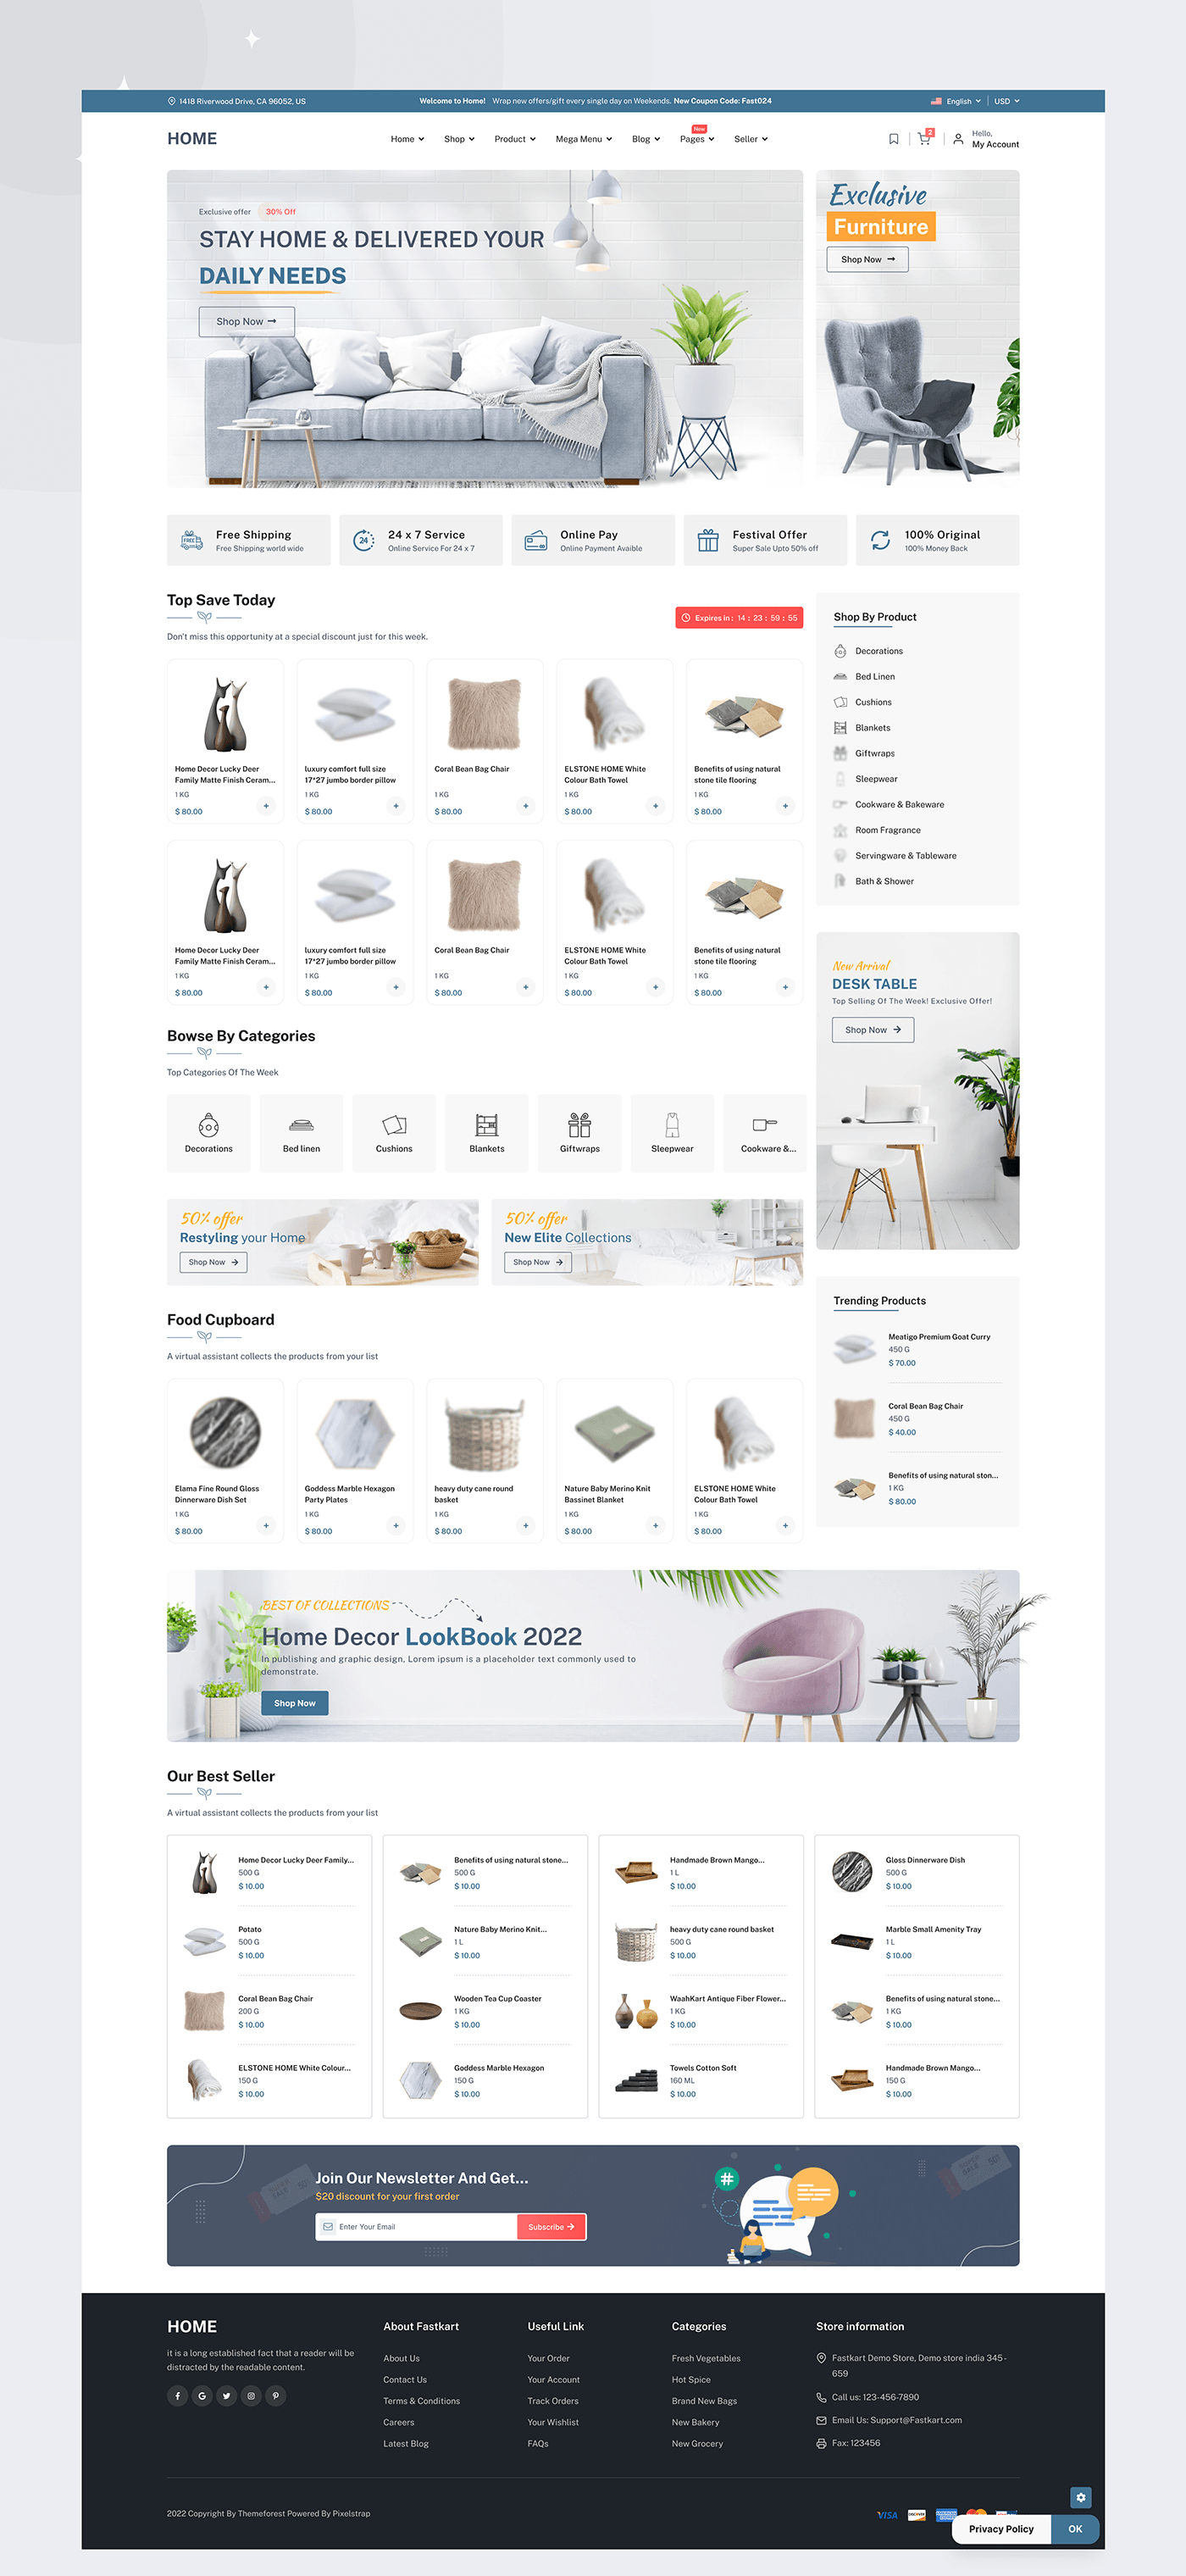 1418 Riverwood Drive, CA 96052, US
Welcome to Home! Wrap new offers/gift every single day on Weekends. New Coupon Code: Fast024
English USD
HOME
Home Shop Product Mega Menu Blog Pages Seller
New
2
Hello,
My Account
Exclusive offer 30% Off
STAY HOME & DELIVERED YOUR
DAILY NEEDS
Shop Now
Exclusive
Furniture
Shop Now
FREE
Free Shipping
Free Shipping world wide
24
24 x 7 Service
Online Service For 24 x 7
Online Pay
Online Payment Avaible
Festival Offer
Super Sale Upto 50% off
100% Original
100% Money Back
Top Save Today
Don't miss this opportunity at a special discount just for this week.
Expires in : 14 : 23 : 59 : 55
Home Decor Lucky Deer
Family Matte Finish Ceram...
1 KG
$ 80.00
luxury comfort full size
17*27 jumbo border pillow
1 KG
$ 80.00
Coral Bean Bag Chair
1 KG
$ 80.00
ELSTONE HOME White
Colour Bath Towel
1 KG
$ 80.00
Benefits of using natural
stone tile flooring
1 KG
$ 80.00
Home Decor Lucky Deer
Family Matte Finish Ceram...
1 KG
$ 80.00
luxury comfort full size
17*27 jumbo border pillow
1 KG
$ 80.00
Coral Bean Bag Chair
1 KG
$ 80.00
ELSTONE HOME White
Colour Bath Towel
1 KG
$ 80.00
Benefits of using natural
stone tile flooring
1 KG
$ 80.00
Shop By Product
Decorations
Bed Linen
Cushions
Blankets
Giftwraps
Sleepwear
Cookware & Bakeware
Room Fragrance
Servingware & Tableware
Bath & Shower
Bowse By Categories
Top Categories Of The Week
Decorations
Bed linen
Cushions
Blankets
Giftwraps
Sleepwear
Cookware &...
New Arrival
DESK TABLE
Top Selling Of The Week! Exclusive Offer!
Shop Now
50% offer
Restyling your Home
Shop Now
50% offer
New Elite Collections
Shop Now
Food Cupboard
A virtual assistant collects the products from your list
Elama Fine Round Gloss
Dinnerware Dish Set
1 KG
$ 80.00
Goddess Marble Hexagon
Party Plates
1 KG
$ 80.00
heavy duty cane round
basket
1 KG
$ 80.00
Nature Baby Merino Knit
Bassinet Blanket
1 KG
$ 80.00
ELSTONE HOME White
Colour Bath Towel
1 KG
$ 80.00
Trending Products
Meatigo Premium Goat Curry
450 G
$ 70.00
Coral Bean Bag Chair
450 G
$ 40.00
Benefits of using natural ston...
1 KG
$ 80.00
BEST OF COLLECTIONS
Home Decor LookBook 2022
In publishing and graphic design, Lorem ipsum is a placeholder text commonly used to
demonstrate.
Shop Now
Our Best Seller
A virtual assistant collects the products from your list
Home Decor Lucky Deer Family...
500 G
$ 10.00
Potato
500 G
$ 10.00
Coral Bean Bag Chair
200 G
$ 10.00
ELSTONE HOME White Colour...
150 G
$ 10.00
Benefits of using natural stone...
500 G
$ 10.00
Nature Baby Merino Knit...
1 L
$ 10.00
Wooden Tea Cup Coaster
1 KG
$ 10.00
Goddess Marble Hexagon
150 G
$ 10.00
Handmade Brown Mango...
1 L
$ 10.00
heavy duty cane round basket
500 G
$ 10.00
WaahKart Antique Fiber Flower...
1 KG
$ 10.00
Towels Cotton Soft
160 ML
$ 10.00
Gloss Dinnerware Dish
500 G
$ 10.00
Marble Small Amenity Tray
1 L
$ 10.00
Benefits of using natural stone...
1 KG
$ 10.00
Handmade Brown Mango...
150 G
$ 10.00
Join Our Newsletter And Get...
$20 discount for your first order
Enter Your Email
Subscribe
#
SALE
SALE
HOME
it is a long established fact that a reader will be
distracted by the readable content.
About Fastkart
About Us
Contact Us
Terms & Conditions
Careers
Latest Blog
Useful Link
Your Order
Your Account
Track Orders
Your Wishlist
FAQs
Categories
Fresh Vegetables
Hot Spice
Brand New Bags
New Bakery
New Grocery
Store information
Fastkart Demo Store, Demo store india 345 -
659
Call us: 123-456-7890
Email Us: Support@Fastkart.com
Fax: 123456
2022 Copyright By Themeforest Powered By Pixelstrap
VISA DISCOVER
Privacy Policy OK